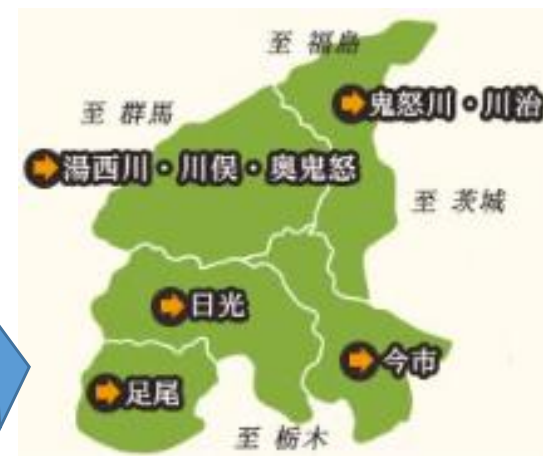 至 福島
鬼怒川・川治
至 群馬
湯西川・川俣・奥鬼怒
至 茨城
日光
今市
足尾
至 栃木